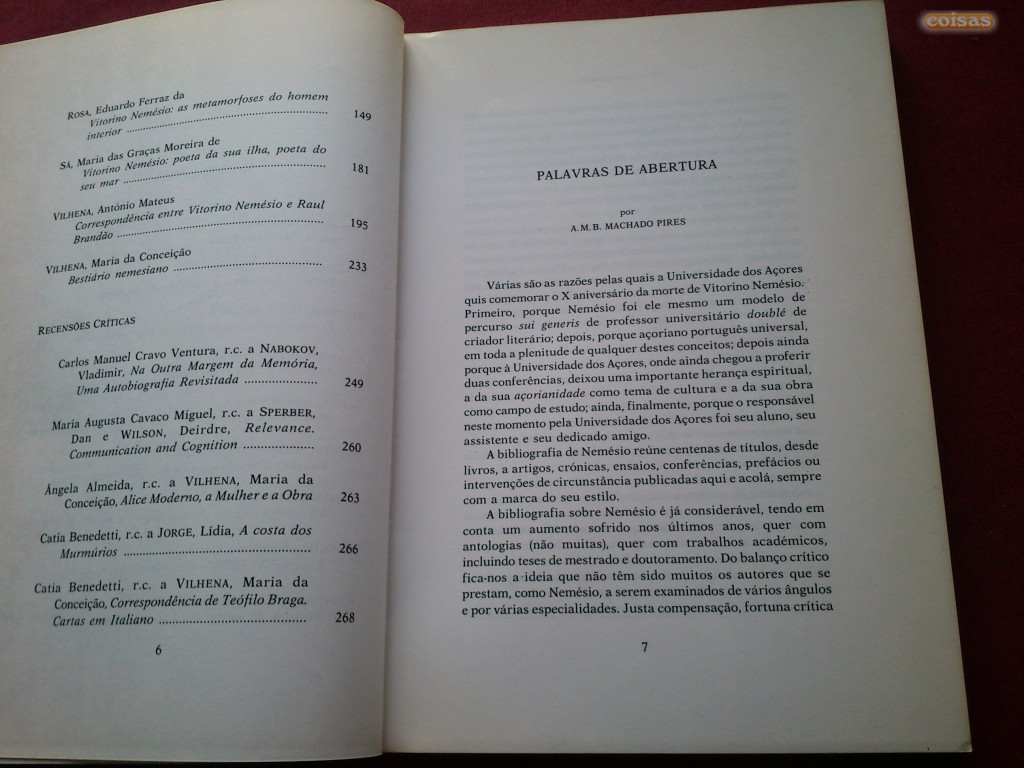 ROSA, Eduardo Ferraz da
Vitorino Nemésio: as metamorfoses do homem
interior ............................................................ 149
SÁ, Maria das Graças Moreira de
Vitorino Nemésio: poeta da sua ilha, poeta do
seu mar ............................................................ 181
VILHENA, António Mateus
Correspondência entre Vitorino Nemésio e Raul
Brandão ............................................................ 195
VILHENA, Maria da Conceição
Bestiário nemesiano ........................................ 233
RECENSÕES CRÍTICAS
Carlos Manuel Cravo Ventura, r.c. a NABOKOV,
Vladimir, Na Outra Margem da Memória,
Uma Autobiografia Revisitada .................... 249
Maria Augusta Cavaco Miguel, r.c. a SPERBER,
Dan e WILSON, Deirdre, Relevance.
Communication and Cognition .................... 260
Ângela Almeida, r.c. a VILHENA, Maria da
Conceição, Alice Moderno, a Mulher e a Obra 263
Catia Benedetti, r.c. a JORGE, Lídia, A costa dos
Murmúrios ...................................................... 266
Catia Benedetti, r.c. a VILHENA, Maria da
Conceição, Correspondência de Teófilo Braga.
Cartas em Italiano .......................................... 268
6
coisas
PALAVRAS DE ABERTURA
por
A.M.B. MACHADO PIRES
Várias são as razões pelas quais a Universidade dos Açores
quis comemorar o X aniversário da morte de Vitorino Nemésio.
Primeiro, porque Nemésio foi ele mesmo um modelo de
percurso sui generis de professor universitário doublé de
criador literário; depois, porque açoriano português universal,
em toda a plenitude de qualquer destes conceitos; depois ainda
porque à Universidade dos Açores, onde ainda chegou a proferir
duas conferências, deixou uma importante herança espiritual,
a da sua açorianidade como tema de cultura e a da sua obra
como campo de estudo; ainda, finalmente, porque o responsável
neste momento pela Universidade dos Açores foi seu aluno, seu
assistente e seu dedicado amigo.
A bibliografia de Nemésio reúne centenas de títulos, desde
livros, a artigos, crónicas, ensaios, conferências, prefácios ou
intervenções de circunstância publicadas aqui e acolá, sempre
com a marca do seu estilo.
A bibliografia sobre Nemésio é já considerável, tendo em
conta um aumento sofrido nos últimos anos, quer com
antologias (não muitas), quer com trabalhos académicos,
incluindo teses de mestrado e doutoramento. Do balanço crítico
fica-nos a ideia que não têm sido muitos os autores que se
prestam, como Nemésio, a serem examinados de vários ângulos
e por várias especialidades. Justa compensação, fortuna crítica
7